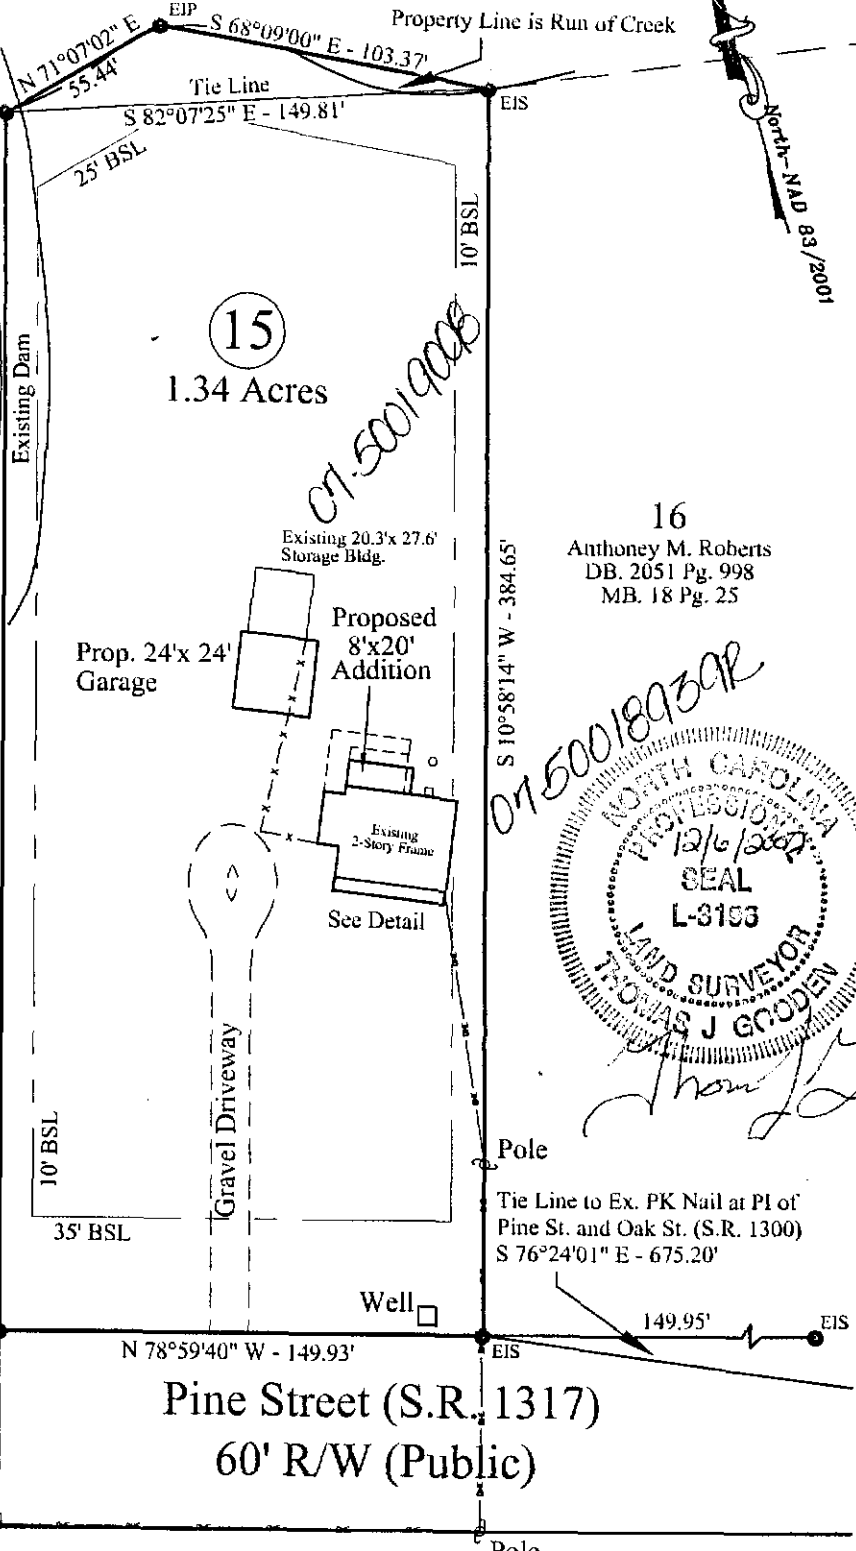 EIP
Property Line is Run of Creek
N 71°07'02" E
55.44'
S 68°09'00" E - 103.37'
Tie Line
S 82°07'25" E - 149.81'
EIS
North-NAD 83/2001
25' BSL
10' BSL
15
1.34 Acres
Existing Dam
07-50019006
Existing 20.3'x 27.6'
Storage Bldg.
16
Anthoney M. Roberts
DB. 2051 Pg. 998
MB. 18 Pg. 25
S 10°58'14" W - 384.65'
Proposed
8'x20'
Addition
Prop. 24'x 24'
Garage
07-50018939R
Existing
2-Story Frame
See Detail
NORTH CAROLINA
PROFESSIONAL
12/6/2002
SEAL
L-3193
LAND SURVEYOR
THOMAS J GOODEN
Gravel Driveway
10' BSL
35' BSL
Pole
Tie Line to Ex. PK Nail at PI of
Pine St. and Oak St. (S.R. 1300)
S 76°24'01" E - 675.20'
Well
149.95'
EIS
EIS
N 78°59'40" W - 149.93'
Pine Street (S.R. 1317)
60' R/W (Public)
Pole